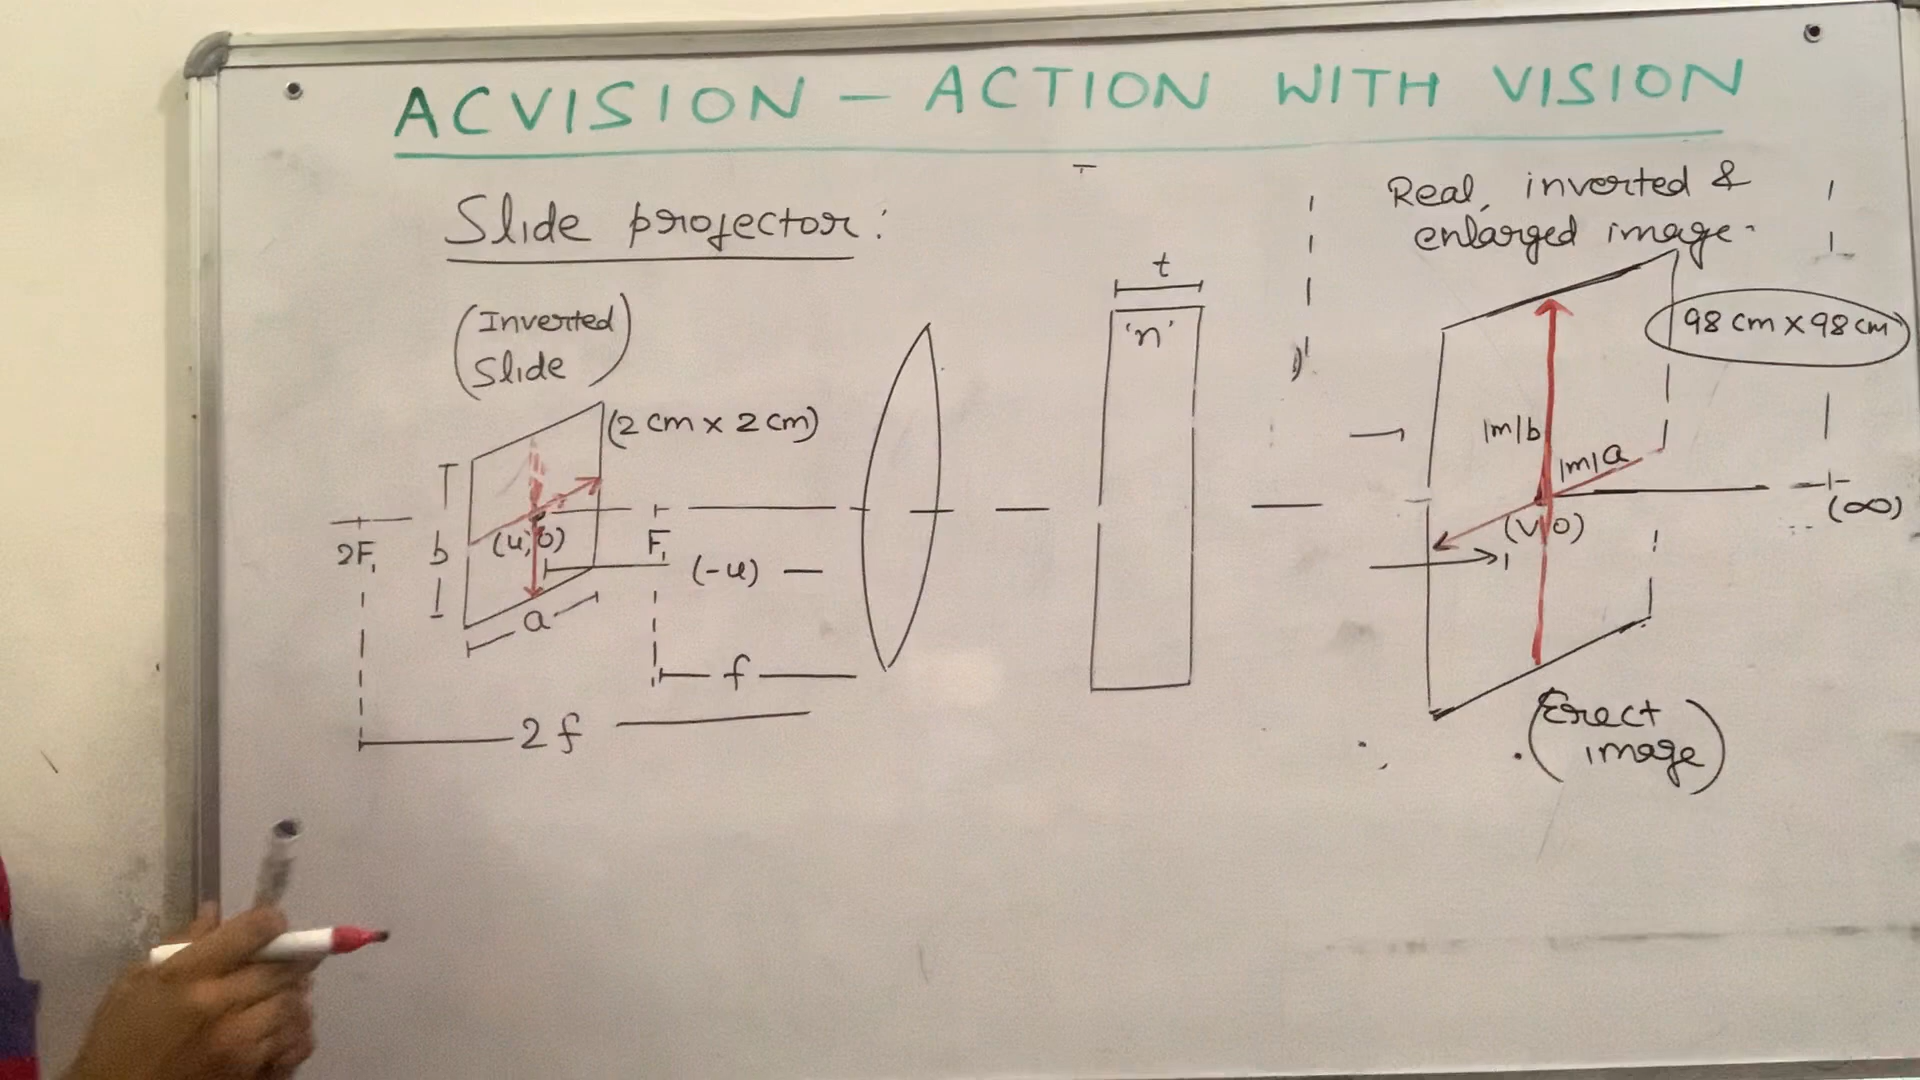 ACVISION – ACTION WITH VISION
Slide projector:
Real, inverted &
enlarged image.
t
'n'
(Inverted)
Slide
98 cm x 98 cm
(2 cm x 2 cm)
|m|b
|m|a
T
b
(u,0)
F₁
2F₁
(-u)
a
(v,0)
(∞)
f
2f
(Erect
image)